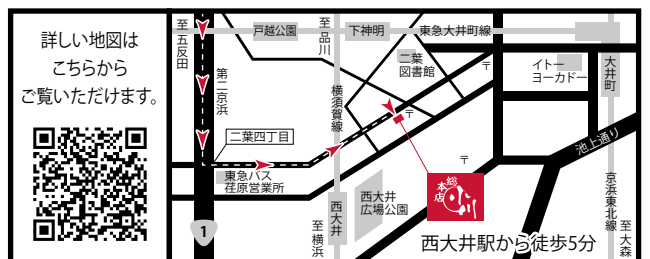 詳しい地図は
こちらから
ご覧いただけます。
至五反田
第二京浜
戸越公園
至品川
下神明
東急大井町線
二葉
図書館
〒
イトー
ヨーカドー
大井町
横須賀線
〒
二葉四丁目
池上通り
東急バス
荏原営業所
〒
西大井
西大井
広場公園
総本店
小川
京浜東北線
1
至横浜
西大井駅から徒歩5分
至大森